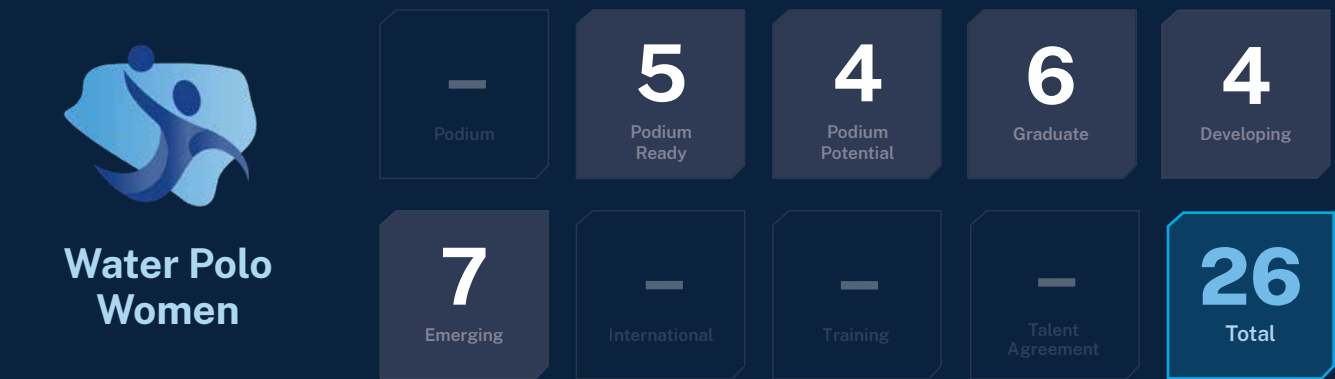 Water Polo
Women
–
Podium
5
Podium
Ready
4
Podium
Potential
6
Graduate
4
Developing
7
Emerging
–
International
–
Training
–
Talent
Agreement
26
Total